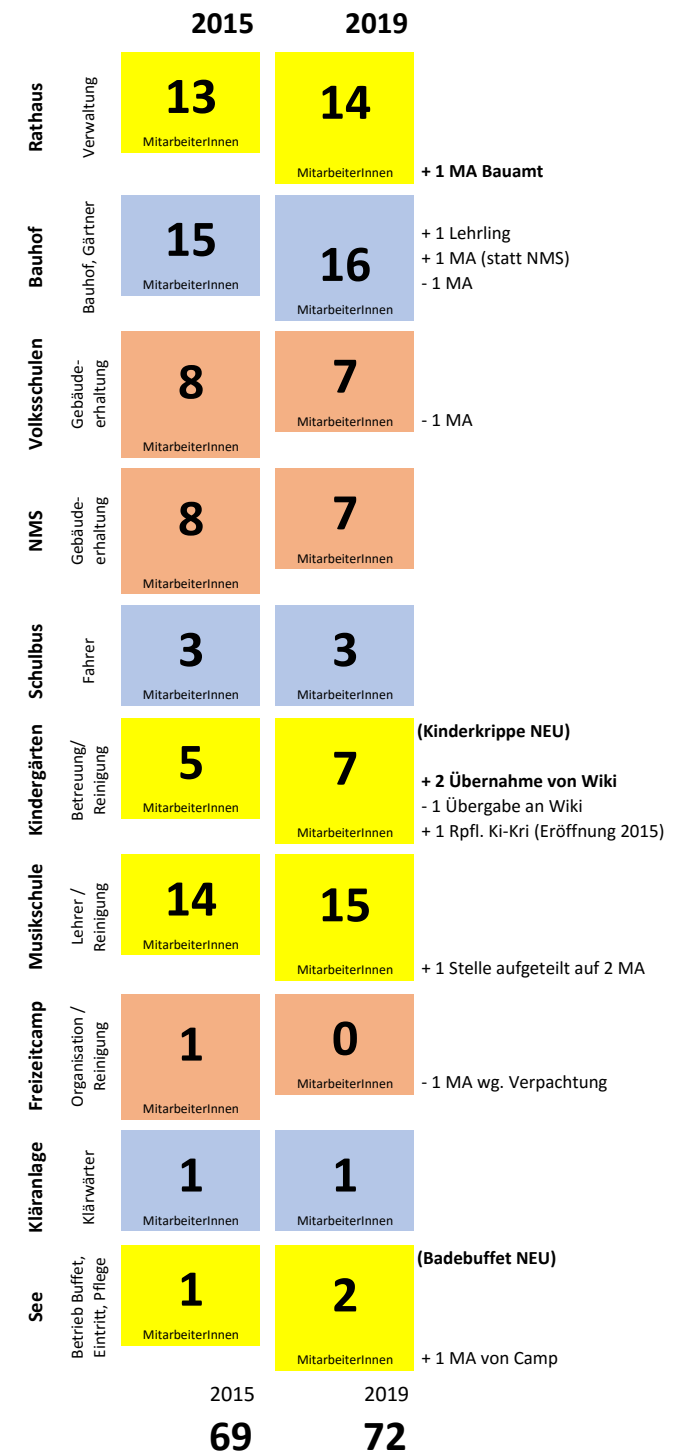 2015 2019
Rathaus
Verwaltung
13
MitarbeiterInnen
14
MitarbeiterInnen
+ 1 MA Bauamt
Bauhof
Bauhof, Gärtner
15
MitarbeiterInnen
16
MitarbeiterInnen
+ 1 Lehrling
+ 1 MA (statt NMS)
- 1 MA
Volksschulen
Gebäude-
erhaltung
8
MitarbeiterInnen
7
MitarbeiterInnen
- 1 MA
NMS
Gebäude-
erhaltung
8
MitarbeiterInnen
7
MitarbeiterInnen
Schulbus
Fahrer
3
MitarbeiterInnen
3
MitarbeiterInnen
Kindergärten
Betreuung/
Reinigung
5
MitarbeiterInnen
7
MitarbeiterInnen
(Kinderkrippe NEU)
+ 2 Übernahme von Wiki
- 1 Übergabe an Wiki
+ 1 Rpfl. Ki-Kri (Eröffnung 2015)
Musikschule
Lehrer /
Reinigung
14
MitarbeiterInnen
15
MitarbeiterInnen
+ 1 Stelle aufgeteilt auf 2 MA
Freizeitcamp
Organisation /
Reinigung
1
MitarbeiterInnen
0
MitarbeiterInnen
- 1 MA wg. Verpachtung
Kläranlage
Klärwärter
1
MitarbeiterInnen
1
MitarbeiterInnen
See
Betrieb Buffet,
Eintritt, Pflege
1
MitarbeiterInnen
2
MitarbeiterInnen
(Badebuffet NEU)
+ 1 MA von Camp
2015 2019
69 72